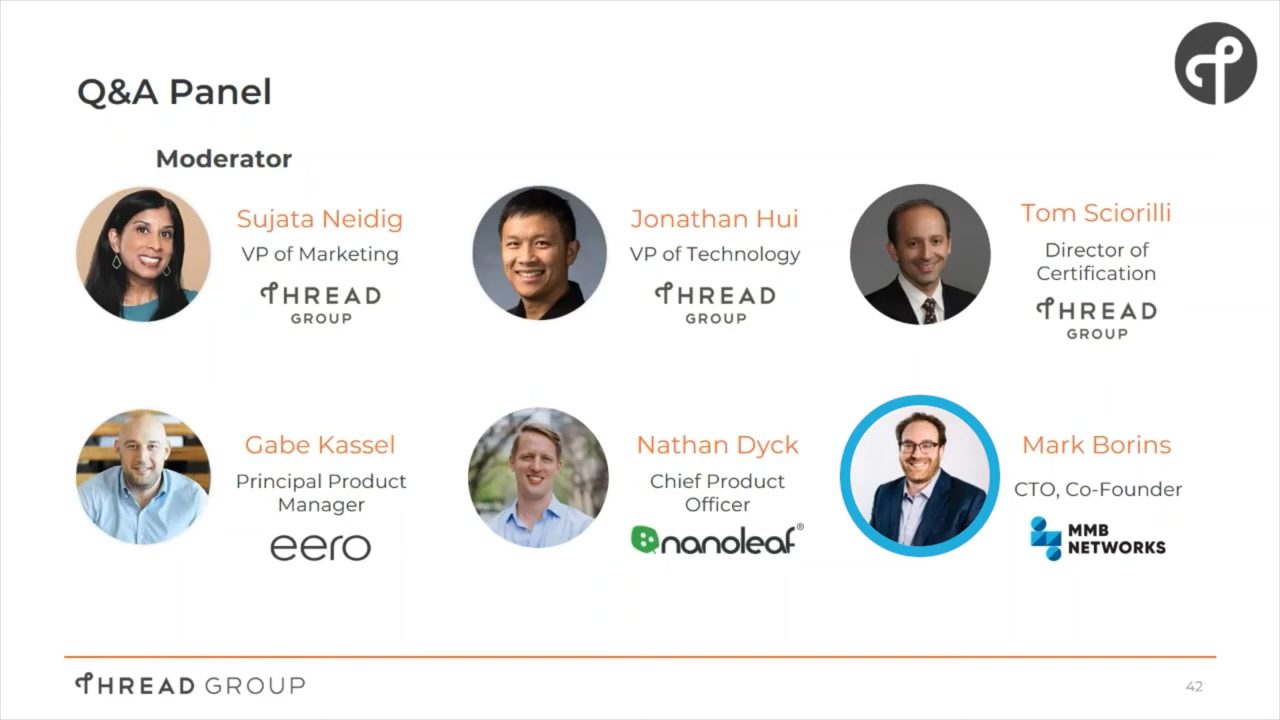 Q&A Panel
Moderator
Sujata Neidig
VP of Marketing
THREAD
GROUP
Jonathan Hui
VP of Technology
THREAD
GROUP
Tom Sciorilli
Director of
Certification
THREAD
GROUP
Gabe Kassel
Principal Product
Manager
eero
Nathan Dyck
Chief Product
Officer
nanoleaf®
Mark Borins
CTO, Co-Founder
MMB
NETWORKS
THREAD GROUP
42